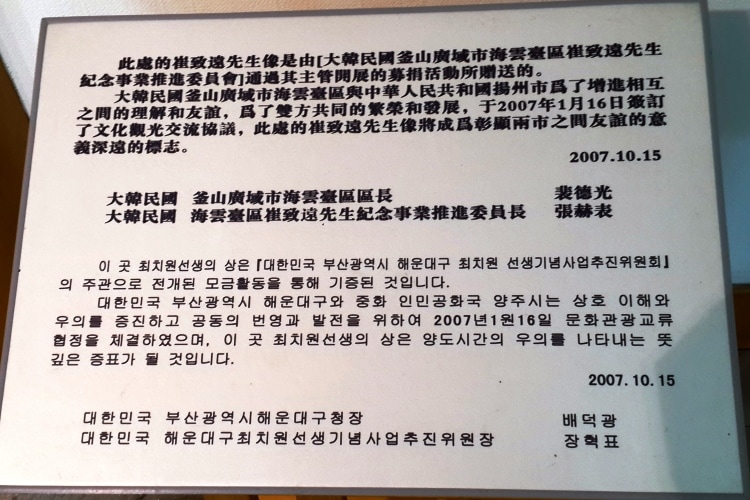 此處的崔致遠先生像是由[大韓民國釜山廣域市海雲臺區崔致遠先生
紀念事業推進委員會]通過其主管開展的募捐活動所贈送的。
大韓民國釜山廣域市海雲臺區與中華人民共和國揚州市爲了增進相互
之間的理解和友誼，爲了雙方共同的繁榮和發展，于2007年1月16日簽訂
了文化觀光交流協議，此處的崔致遠先生像將成爲彰顯兩市之間友誼的意
義深遠的標志。
2007.10.15
大韓民國 釜山廣域市海雲臺區區長 裴德光
大韓民國 海雲臺區崔致遠先生紀念事業推進委員長 張赫表
이 곳 최치원선생의 상은 『대한민국 부산광역시 해운대구 최치원 선생기념사업추진위원회』
의 주관으로 전개된 모금활동을 통해 기증된 것입니다.
대한민국 부산광역시 해운대구와 중화 인민공화국 양주시는 상호 이해와
우의를 증진하고 공동의 번영과 발전을 위하여 2007년1월16일 문화관광교류
협정을 체결하였으며, 이 곳 최치원선생의 상은 양도시간의 우의를 나타내는 뜻
깊은 증표가 될 것입니다.
2007.10.15
대한민국 부산광역시해운대구청장 배덕광
대한민국 해운대구최치원선생기념사업추진위원장 장혁표